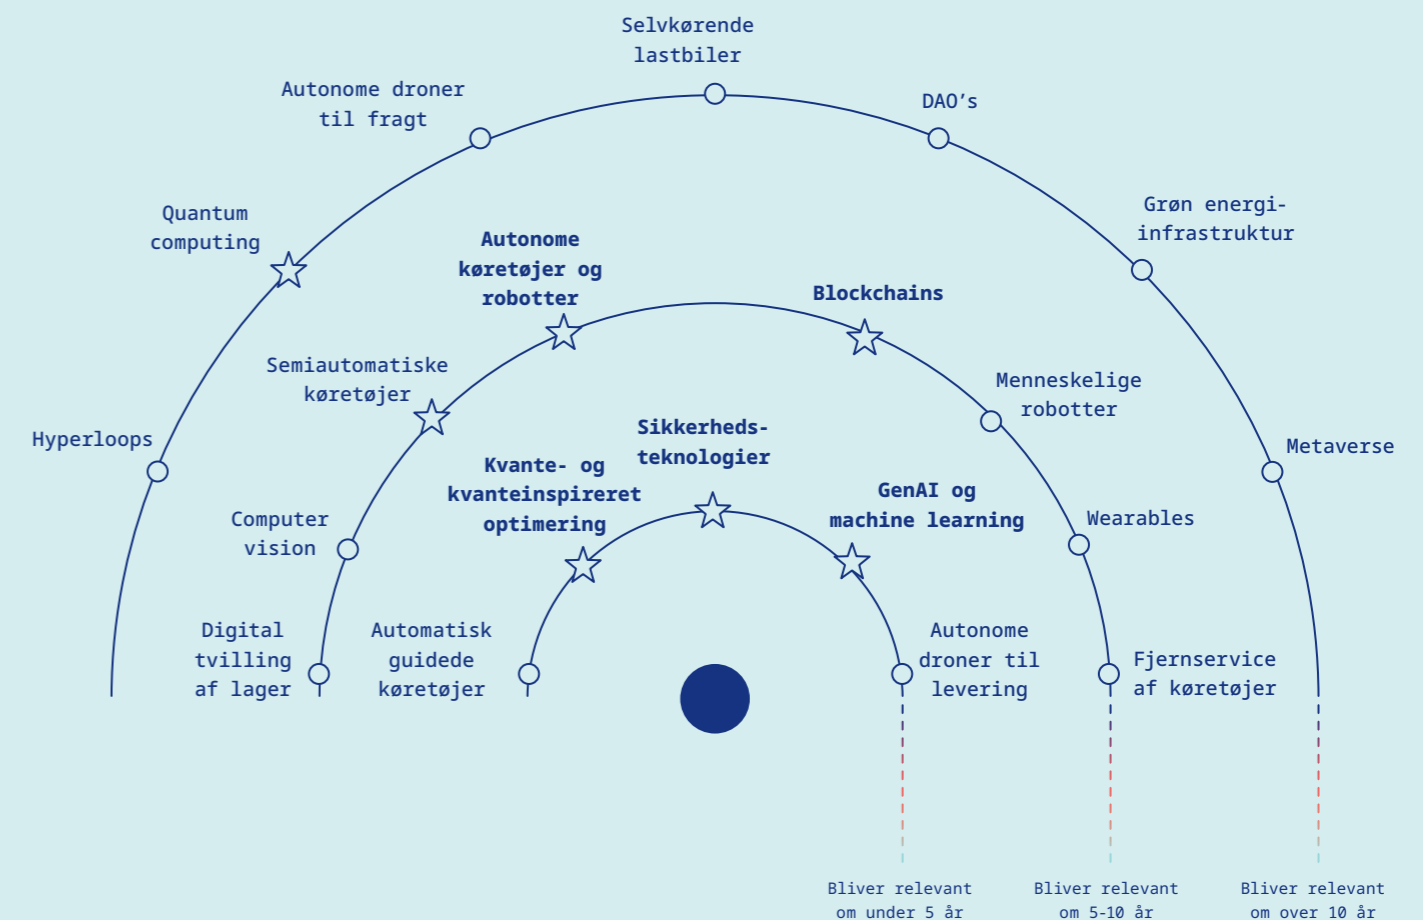 Selvkørende
lastbiler
Autonome droner
til fragt
DAO’s
Quantum
computing
Grøn energi-
infrastruktur
Hyperloops
Metaverse
Autonome
køretøjer og
robotter
Blockchains
Semiautomatiske
køretøjer
Menneskelige
robotter
Computer
vision
Wearables
Digital
tvilling
af lager
Fjernservice
af køretøjer
Sikkerheds-
teknologier
Kvante- og
kvanteinspireret
optimering
GenAI og
machine learning
Automatisk
guidede
køretøjer
Autonome
droner til
levering
Bliver relevant
om under 5 år
Bliver relevant
om 5-10 år
Bliver relevant
om over 10 år